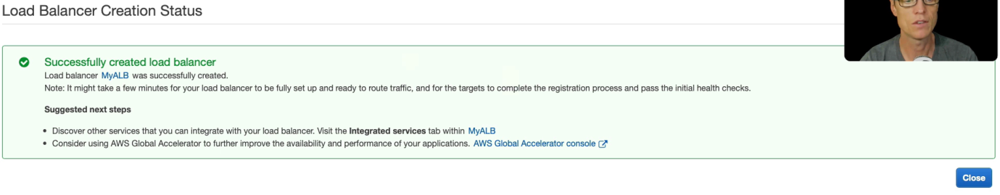 Load Balancer Creation Status
Successfully created load balancer
Load balancer MyALB was successfully created.
Note: It might take a few minutes for your load balancer to be fully set up and ready to route traffic, and for the targets to complete the registration process and pass the initial health checks.
Suggested next steps
• Discover other services that you can integrate with your load balancer. Visit the Integrated services tab within MyALB
• Consider using AWS Global Accelerator to further improve the availability and performance of your applications. AWS Global Accelerator console
Close